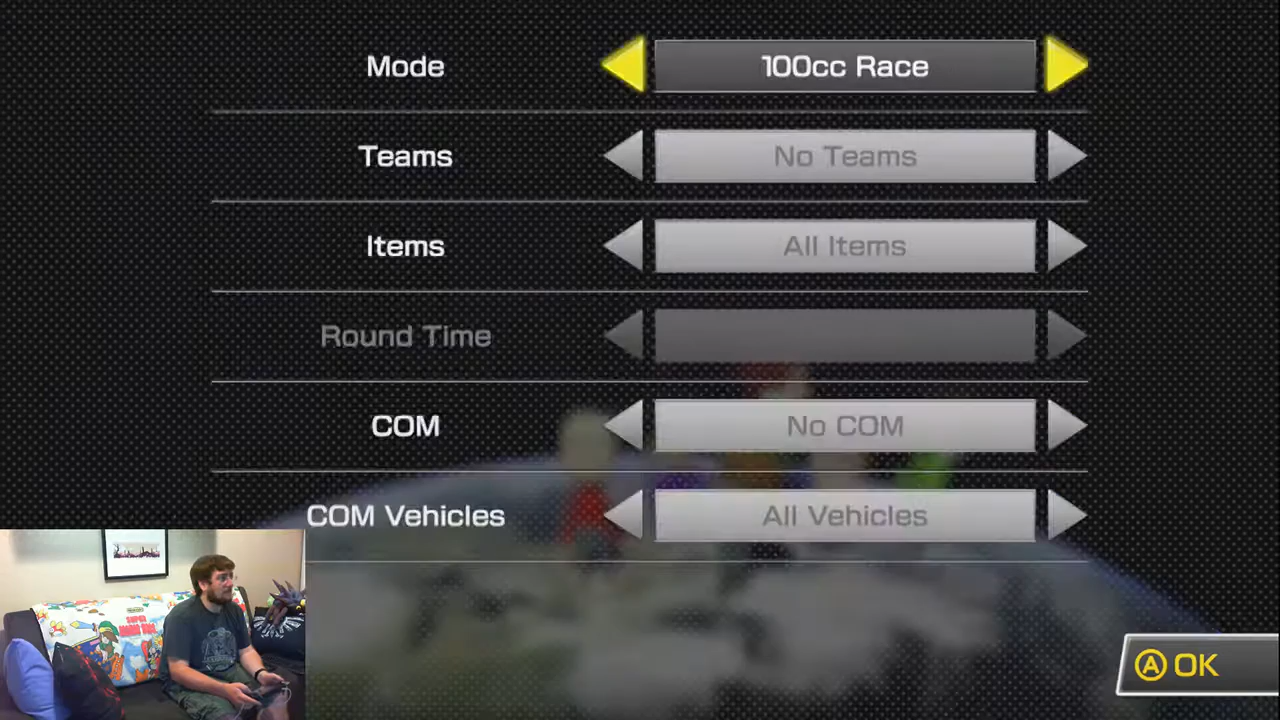 Mode
100cc Race
Teams
No Teams
Items
All Items
Round Time
COM
No COM
COM Vehicles
All Vehicles
A OK